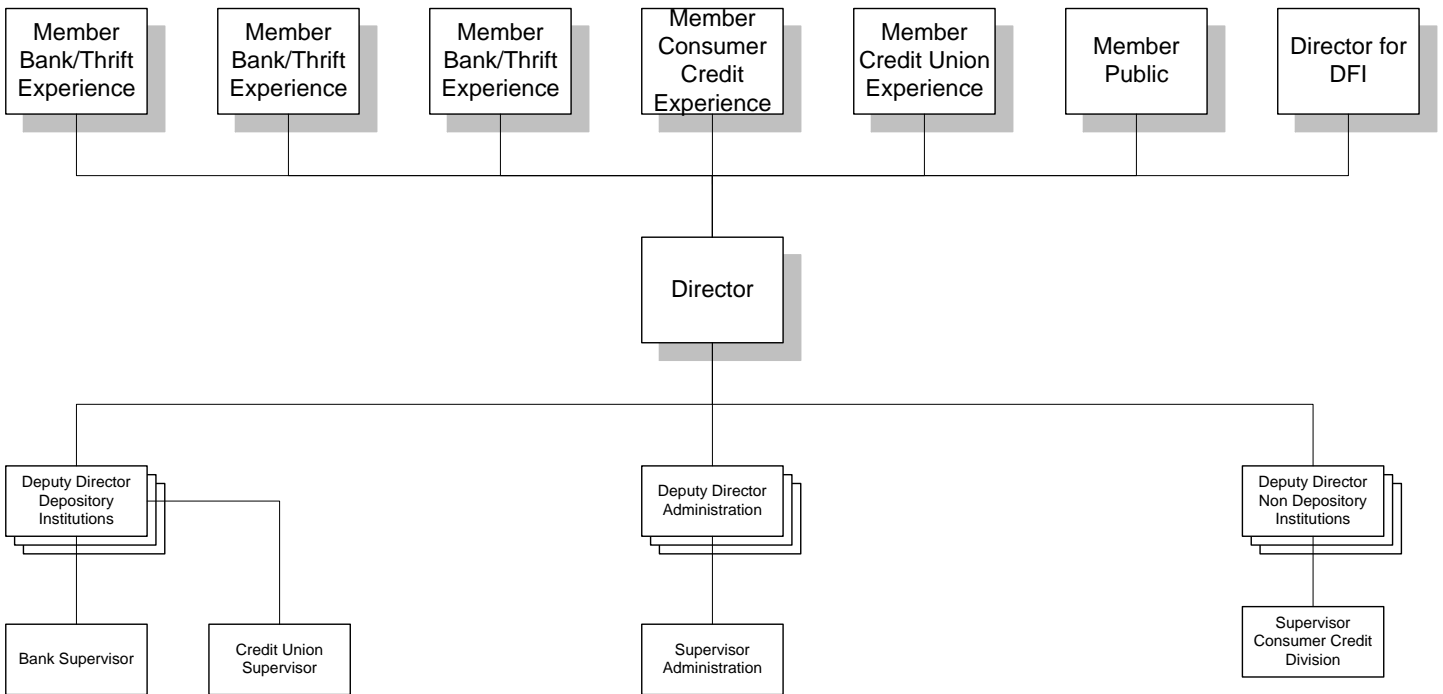 Member
Bank/Thrift
Experience
Member
Bank/Thrift
Experience
Member
Bank/Thrift
Experience
Member
Consumer
Credit
Experience
Member
Credit Union
Experience
Member
Public
Director for
DFI
Director
Deputy Director
Depository
Institutions
Deputy Director
Administration
Deputy Director
Non Depository
Institutions
Bank Supervisor
Credit Union
Supervisor
Supervisor
Administration
Supervisor
Consumer Credit
Division